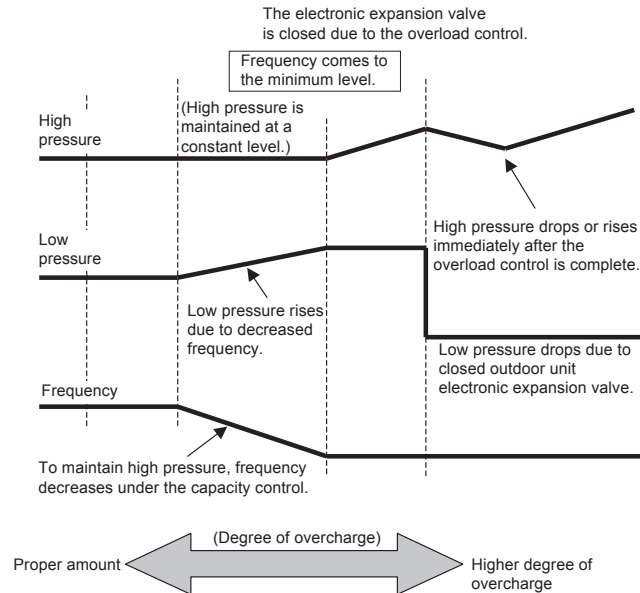 The electronic expansion valve
is closed due to the overload control.
Frequency comes to
the minimum level.
(High pressure is
maintained at a
constant level.)
High
pressure
High pressure drops or rises
immediately after the
overload control is complete.
Low
pressure
Low pressure rises
due to decreased
frequency.
Low pressure drops due to
closed outdoor unit
electronic expansion valve.
Frequency
To maintain high pressure, frequency
decreases under the capacity control.
(Degree of overcharge)
Proper amount
Higher degree of
overcharge